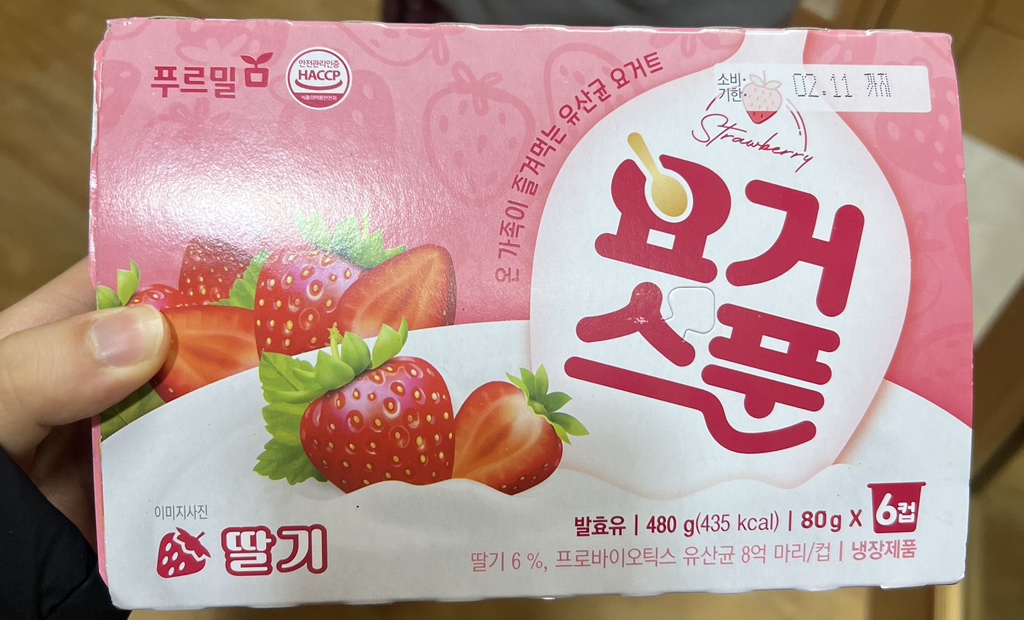 푸르밀
안전관리인증
HACCP
식품의약품안전처
온 가족이 즐겨먹는 유산균 요거트
소비
기한
02.11 까지
Strawberry
요거
스푼
이미지사진
딸기
발효유 | 480 g(435 kcal) | 80g X 6컵
딸기 6 %, 프로바이오틱스 유산균 8억 마리/컵 | 냉장제품